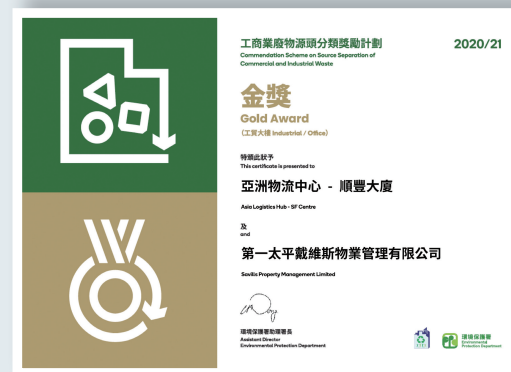 工商業廢物源頭分類獎勵計劃
2020/21
Commendation Scheme on Source Separation of
Commercial and Industrial Waste
金獎
Gold Award
(工貿大樓 Industrial / Office)
特頒此狀予
This certificate is presented to
亞洲物流中心 - 順豐大廈
Asia Logistics Hub - SF Centre
及
and
第一太平戴維斯物業管理有限公司
Savills Property Management Limited
環境保護署助理署長
Assistant Director
Environmental Protection Department
環境保護署
Environmental
Protection Department